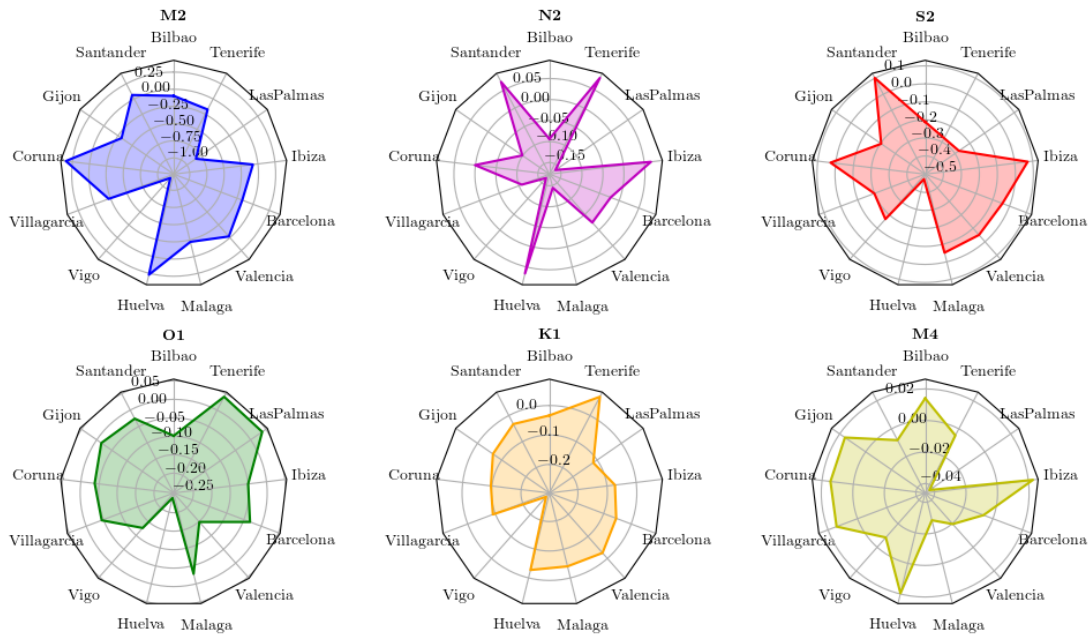 M2
Bilbao
Santander
Tenerife
Gijon
LasPalmas
Coruna
Ibiza
Villagarcia
Barcelona
Vigo
Valencia
Huelva
Malaga
0.25
0.00
−0.25
−0.50
−0.75
−1.00
N2
Bilbao
Santander
Tenerife
Gijon
LasPalmas
Coruna
Ibiza
Villagarcia
Barcelona
Vigo
Valencia
Huelva
Malaga
0.05
0.00
−0.05
−0.10
−0.15
S2
Bilbao
Santander
Tenerife
Gijon
LasPalmas
Coruna
Ibiza
Villagarcia
Barcelona
Vigo
Valencia
Huelva
Malaga
0.1
0.0
−0.1
−0.2
−0.3
−0.4
−0.5
O1
Bilbao
Santander
Tenerife
Gijon
LasPalmas
Coruna
Ibiza
Villagarcia
Barcelona
Vigo
Valencia
Huelva
Malaga
0.05
0.00
−0.05
−0.10
−0.15
−0.20
−0.25
K1
Bilbao
Santander
Tenerife
Gijon
LasPalmas
Coruna
Ibiza
Villagarcia
Barcelona
Vigo
Valencia
Huelva
Malaga
0.0
−0.1
−0.2
M4
Bilbao
Santander
Tenerife
Gijon
LasPalmas
Coruna
Ibiza
Villagarcia
Barcelona
Vigo
Valencia
Huelva
Malaga
0.02
0.00
−0.02
−0.04